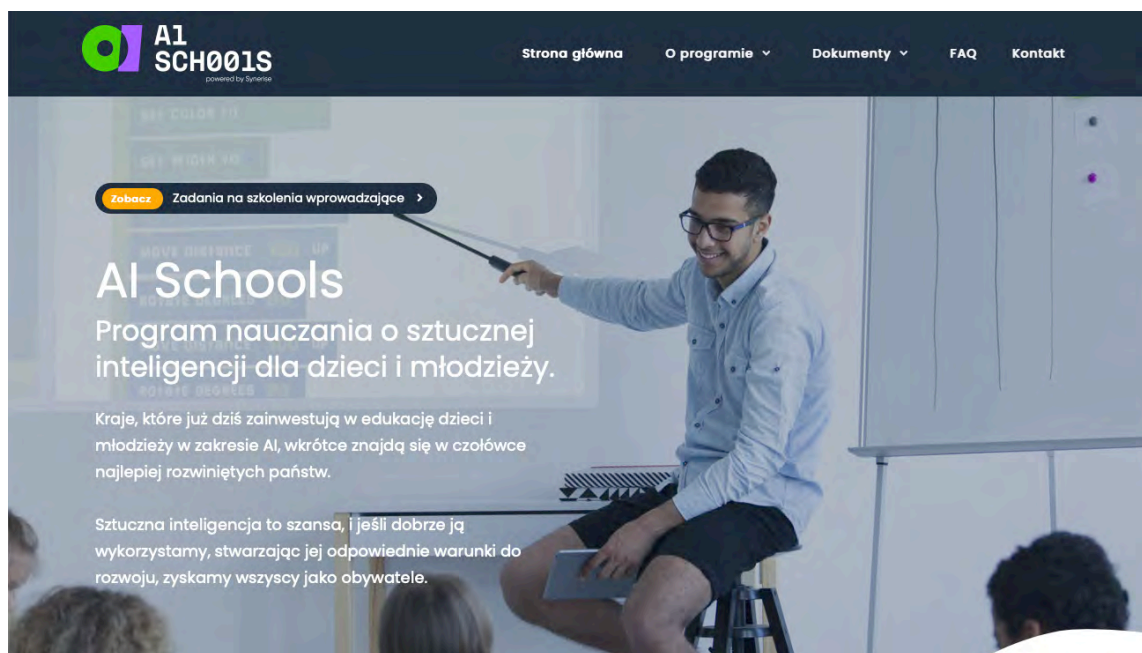 A1
SCHØØ1S
powered by Synerise
Strona główna
O programie
Dokumenty
FAQ
Kontakt
Zobacz
Zadania na szkolenia wprowadzające
AI Schools
Program nauczania o sztucznej
inteligencji dla dzieci i młodzieży.
Kraje, które już dziś zainwestują w edukację dzieci i
młodzieży w zakresie AI, wkrótce znajdą się w czołówce
najlepiej rozwiniętych państw.
Sztuczna inteligencja to szansa, i jeśli dobrze ją
wykorzystamy, stwarzając jej odpowiednie warunki do
rozwoju, zyskamy wszyscy jako obywatele.